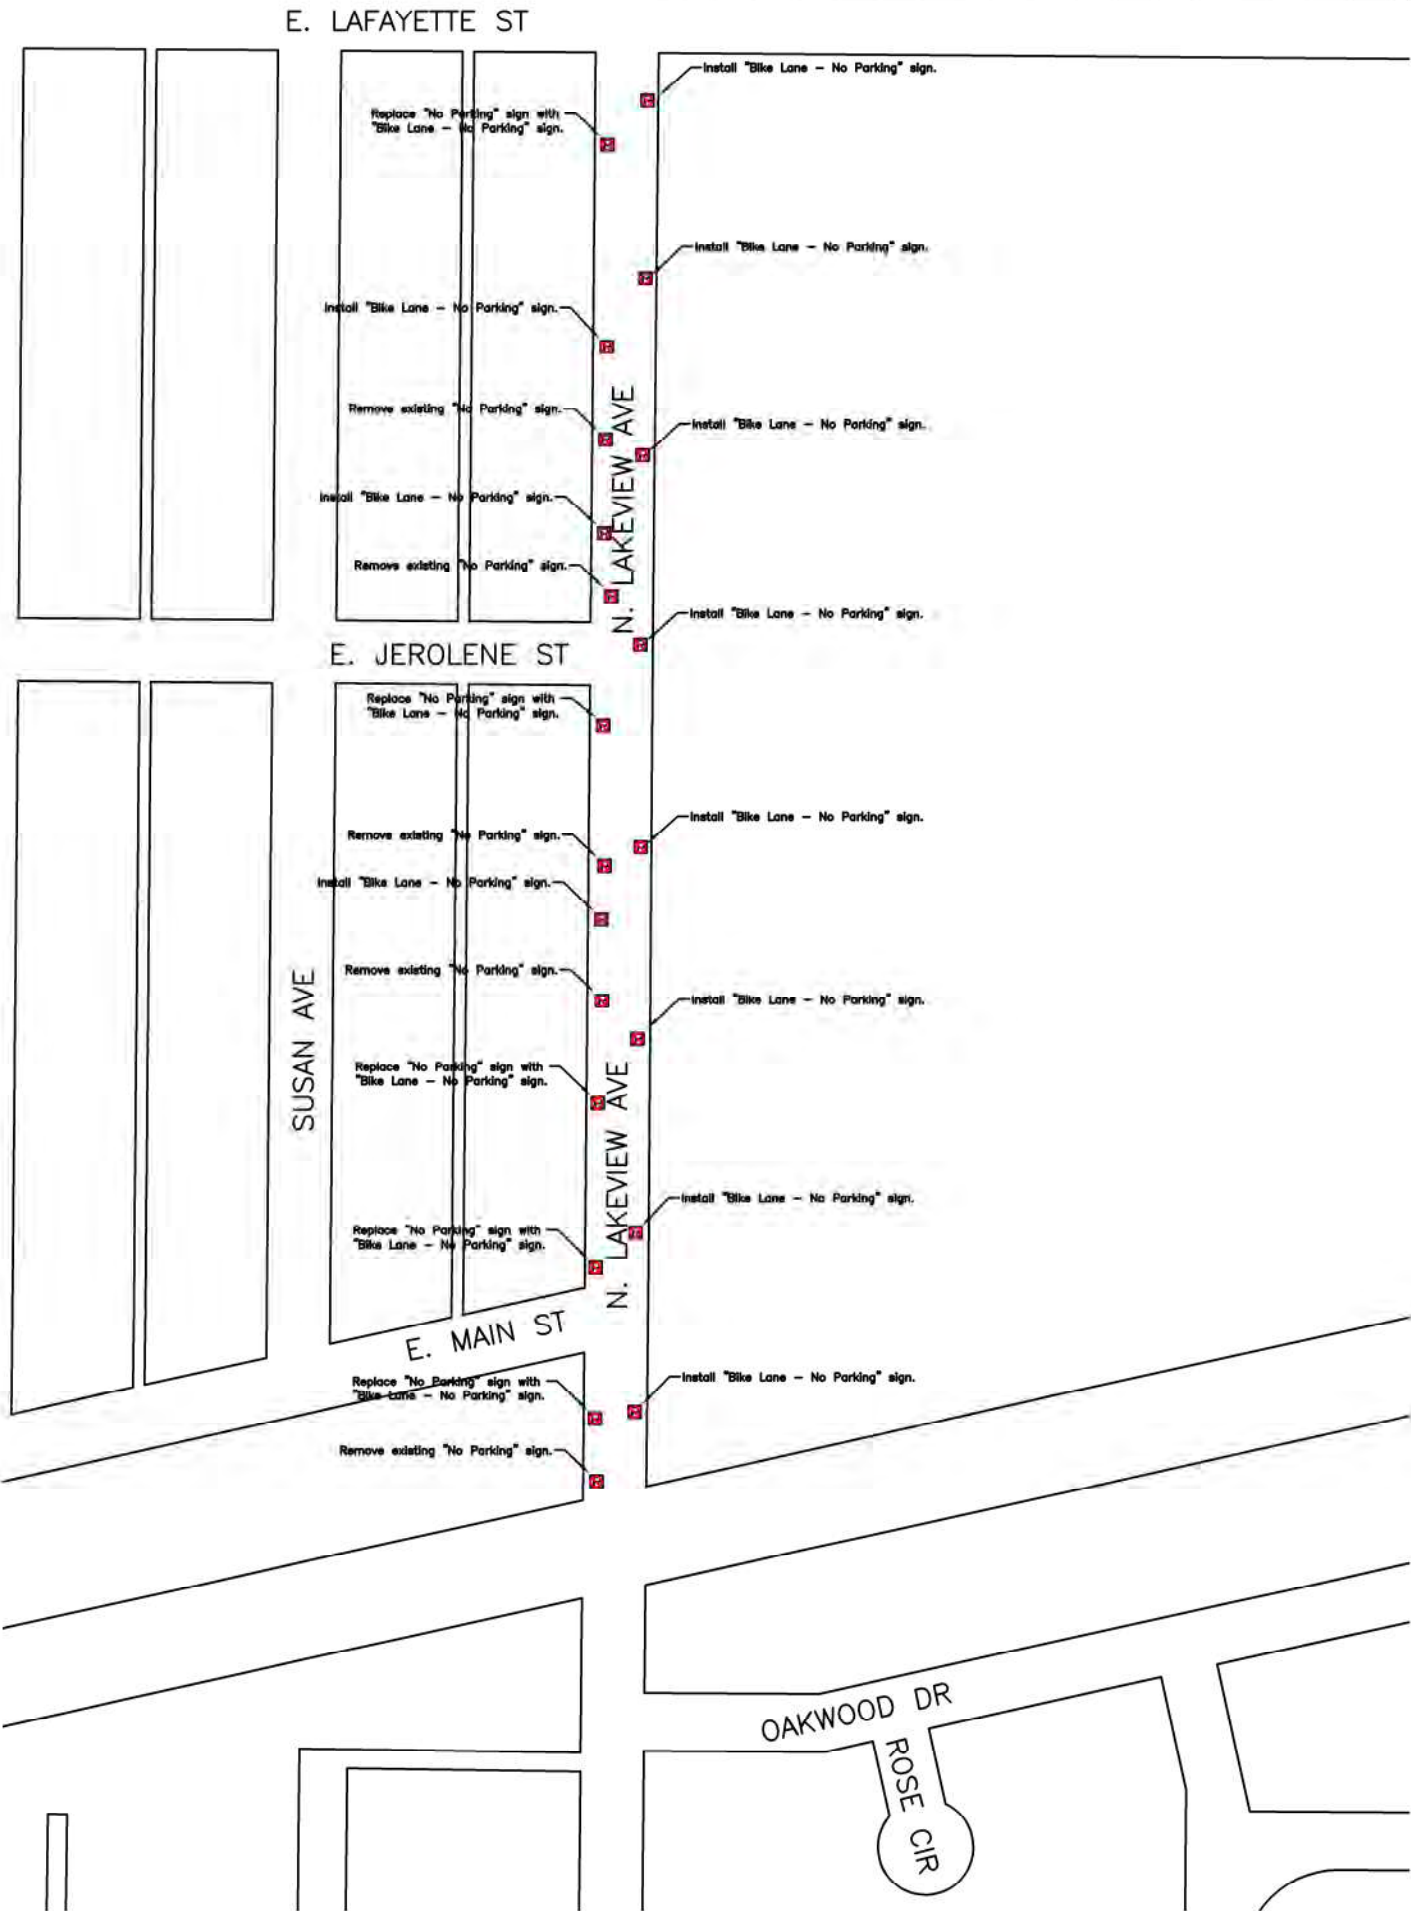 E. LAFAYETTE ST
Install "Bike Lane – No Parking" sign.
Replace "No Parking" sign with
"Bike Lane – No Parking" sign.
Install "Bike Lane – No Parking" sign.
Install "Bike Lane – No Parking" sign.
Remove existing "No Parking" sign.
Install "Bike Lane – No Parking" sign.
N. LAKEVIEW AVE
Install "Bike Lane – No Parking" sign.
Remove existing "No Parking" sign.
Install "Bike Lane – No Parking" sign.
E. JEROLENE ST
Replace "No Parking" sign with
"Bike Lane – No Parking" sign.
Install "Bike Lane – No Parking" sign.
Remove existing "No Parking" sign.
Install "Bike Lane – No Parking" sign.
Remove existing "No Parking" sign.
Install "Bike Lane – No Parking" sign.
SUSAN AVE
Replace "No Parking" sign with
"Bike Lane – No Parking" sign.
N. LAKEVIEW AVE
Install "Bike Lane – No Parking" sign.
Replace "No Parking" sign with
"Bike Lane – No Parking" sign.
E. MAIN ST
Install "Bike Lane – No Parking" sign.
Replace "No Parking" sign with
"Bike Lane – No Parking" sign.
Remove existing "No Parking" sign.
OAKWOOD DR
ROSE CIR